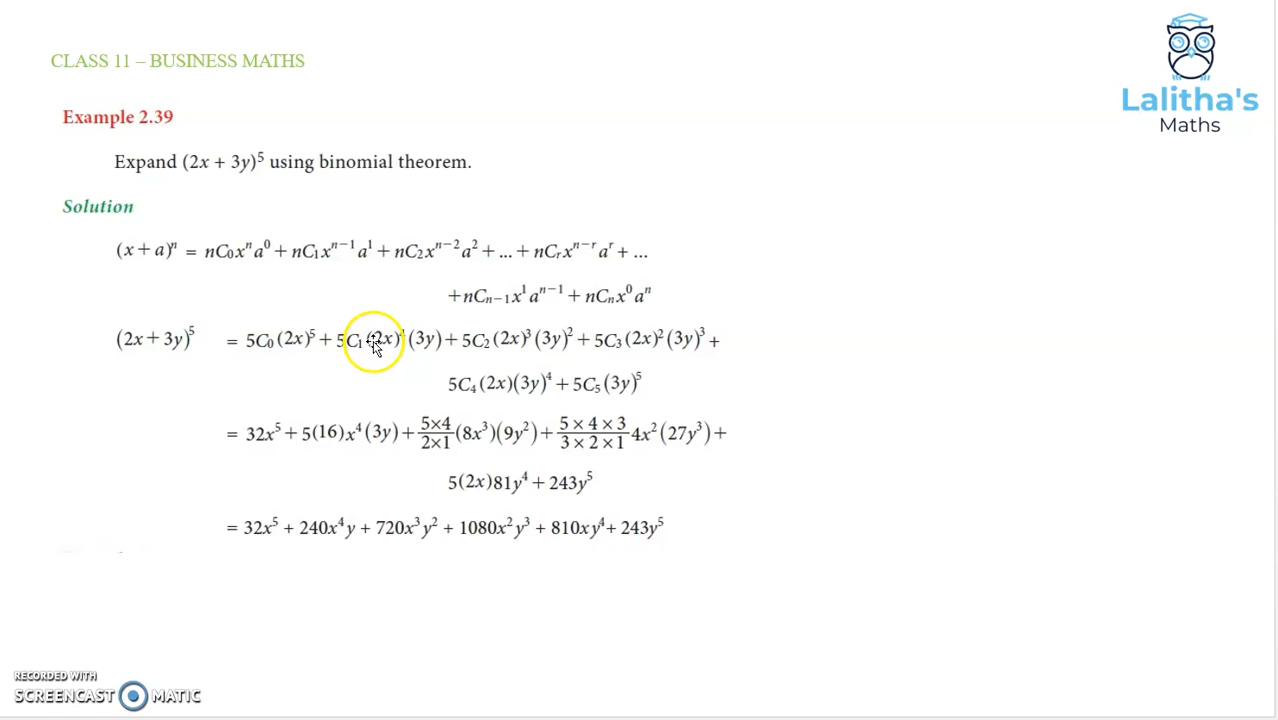 CLASS 11 – BUSINESS MATHS
Lalitha's
Maths
Example 2.39
Expand (2x + 3y)⁵ using binomial theorem.
Solution
(x + a)ⁿ = nC₀xⁿa⁰ + nC₁xⁿ⁻¹a¹ + nC₂xⁿ⁻²a² + ... + nCᵣxⁿ⁻ʳaʳ + ...
+nCₙ₋₁x¹aⁿ⁻¹ + nCₙx⁰aⁿ
(2x + 3y)⁵ = 5C₀(2x)⁵ + 5C₁(2x)⁴(3y) + 5C₂(2x)³(3y)² + 5C₃(2x)²(3y)³ +
5C₄(2x)(3y)⁴ + 5C₅(3y)⁵
= 32x⁵ + 5(16)x⁴(3y) + 5×4/2×1 (8x³)(9y²) + 5 × 4 × 3/3 × 2 × 1 4x²(27y³) +
5(2x)81y⁴ + 243y⁵
= 32x⁵ + 240x⁴y + 720x³y² + 1080x²y³ + 810xy⁴ + 243y⁵
RECORDED WITH
SCREENCAST MATIC